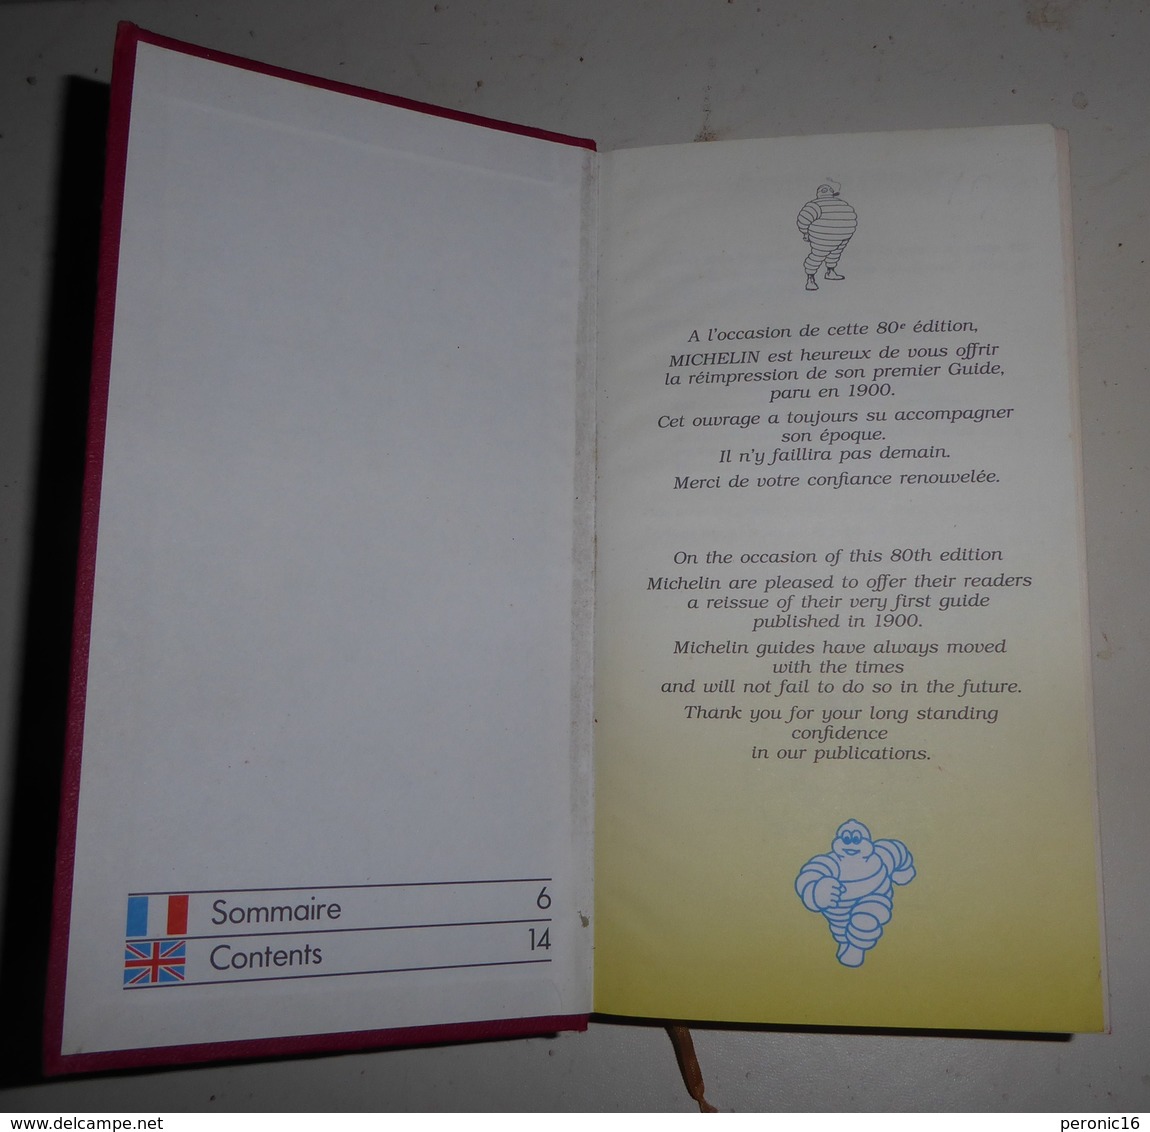 Sommaire 6
Contents 14
A l'occasion de cette 80e édition,
MICHELIN est heureux de vous offrir
la réimpression de son premier Guide,
paru en 1900.
Cet ouvrage a toujours su accompagner
son époque.
Il n'y faillira pas demain.
Merci de votre confiance renouvelée.
On the occasion of this 80th edition
Michelin are pleased to offer their readers
a reissue of their very first guide
published in 1900.
Michelin guides have always moved
with the times
and will not fail to do so in the future.
Thank you for your long standing
confidence
in our publications.
www.delcampe.net
peronic16